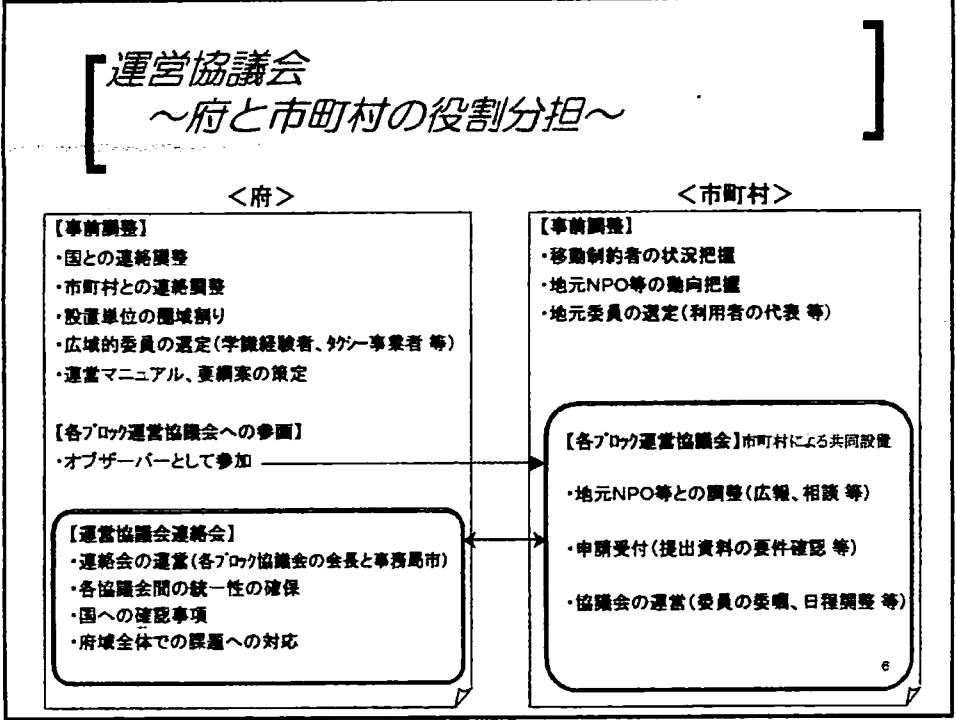 運営協議会
～府と市町村の役割分担～
＜府＞
【事前調整】
・国との連絡調整
・市町村との連絡調整
・設置単位の圏域割り
・広域的委員の選定(学識経験者、タクシー事業者 等)
・運営マニュアル、要綱案の策定
【各ブロック運営協議会への参画】
・オブザーバーとして参加
【運営協議会連絡会】
・連絡会の運営(各ブロック協議会の会長と事務局市)
・各協議会間の統一性の確保
・国への確認事項
・府域全体での課題への対応
＜市町村＞
【事前調整】
・移動制約者の状況把握
・地元NPO等の動向把握
・地元委員の選定(利用者の代表 等)
【各ブロック運営協議会】市町村による共同設置
・地元NPO等との調整(広報、相談 等)
・申請受付(提出資料の要件確認 等)
・協議会の運営(委員の委嘱、日程調整 等)
6